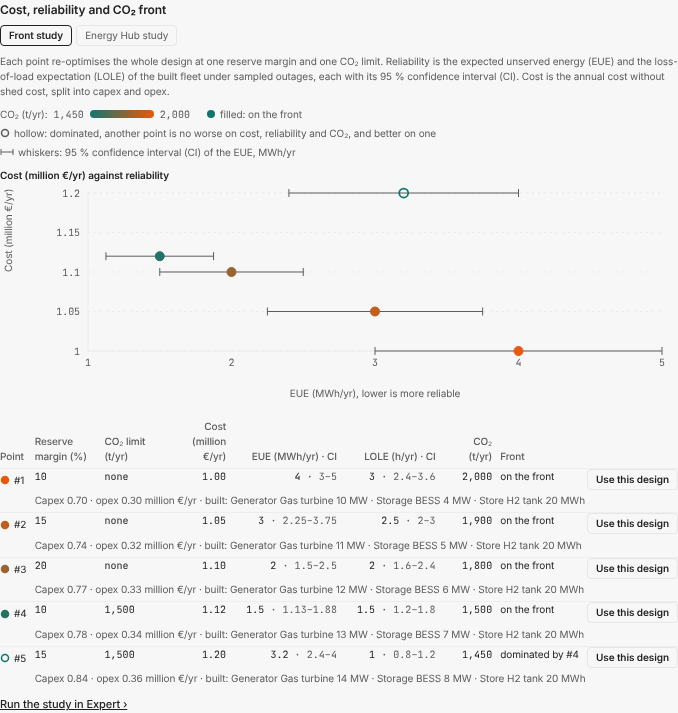 Cost, reliability and CO₂ front
Front study
Energy Hub study
Each point re-optimises the whole design at one reserve margin and one CO₂ limit. Reliability is the expected unserved energy (EUE) and the loss-
of-load expectation (LOLE) of the built fleet under sampled outages, each with its 95 % confidence interval (CI). Cost is the annual cost without
shed cost, split into capex and opex.
CO₂ (t/yr): 1,450 2,000 filled: on the front
hollow: dominated, another point is no worse on cost, reliability and CO₂, and better on one
whiskers: 95 % confidence interval (CI) of the EUE, MWh/yr
Cost (million €/yr) against reliability
Cost (million €/yr)
1.2
1.15
1.1
1.05
1
1 2 3 4 5
EUE (MWh/yr), lower is more reliable
Point Reserve margin (%) CO₂ limit (t/yr) Cost (million €/yr) EUE (MWh/yr) · CI LOLE (h/yr) · CI CO₂ (t/yr) Front
#1 10 none 1.00 4 · 3–5 3 · 2.4–3.6 2,000 on the front Use this design
Capex 0.70 · opex 0.30 million €/yr · built: Generator Gas turbine 10 MW · Storage BESS 4 MW · Store H2 tank 20 MWh
#2 15 none 1.05 3 · 2.25–3.75 2.5 · 2–3 1,900 on the front Use this design
Capex 0.74 · opex 0.32 million €/yr · built: Generator Gas turbine 11 MW · Storage BESS 5 MW · Store H2 tank 20 MWh
#3 20 none 1.10 2 · 1.5–2.5 2 · 1.6–2.4 1,800 on the front Use this design
Capex 0.77 · opex 0.33 million €/yr · built: Generator Gas turbine 12 MW · Storage BESS 6 MW · Store H2 tank 20 MWh
#4 10 1,500 1.12 1.5 · 1.13–1.88 1.5 · 1.2–1.8 1,500 on the front Use this design
Capex 0.78 · opex 0.34 million €/yr · built: Generator Gas turbine 13 MW · Storage BESS 7 MW · Store H2 tank 20 MWh
#5 15 1,500 1.20 3.2 · 2.4–4 1 · 0.8–1.2 1,450 dominated by #4 Use this design
Capex 0.84 · opex 0.36 million €/yr · built: Generator Gas turbine 14 MW · Storage BESS 8 MW · Store H2 tank 20 MWh
Run the study in Expert ›